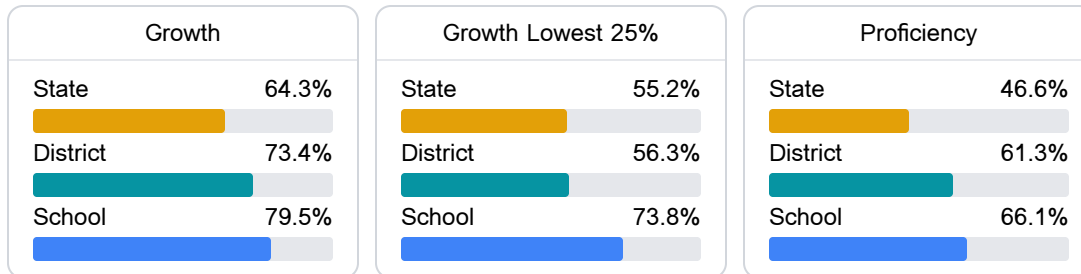 Growth
State 64.3%
District 73.4%
School 79.5%
Growth Lowest 25%
State 55.2%
District 56.3%
School 73.8%
Proficiency
State 46.6%
District 61.3%
School 66.1%